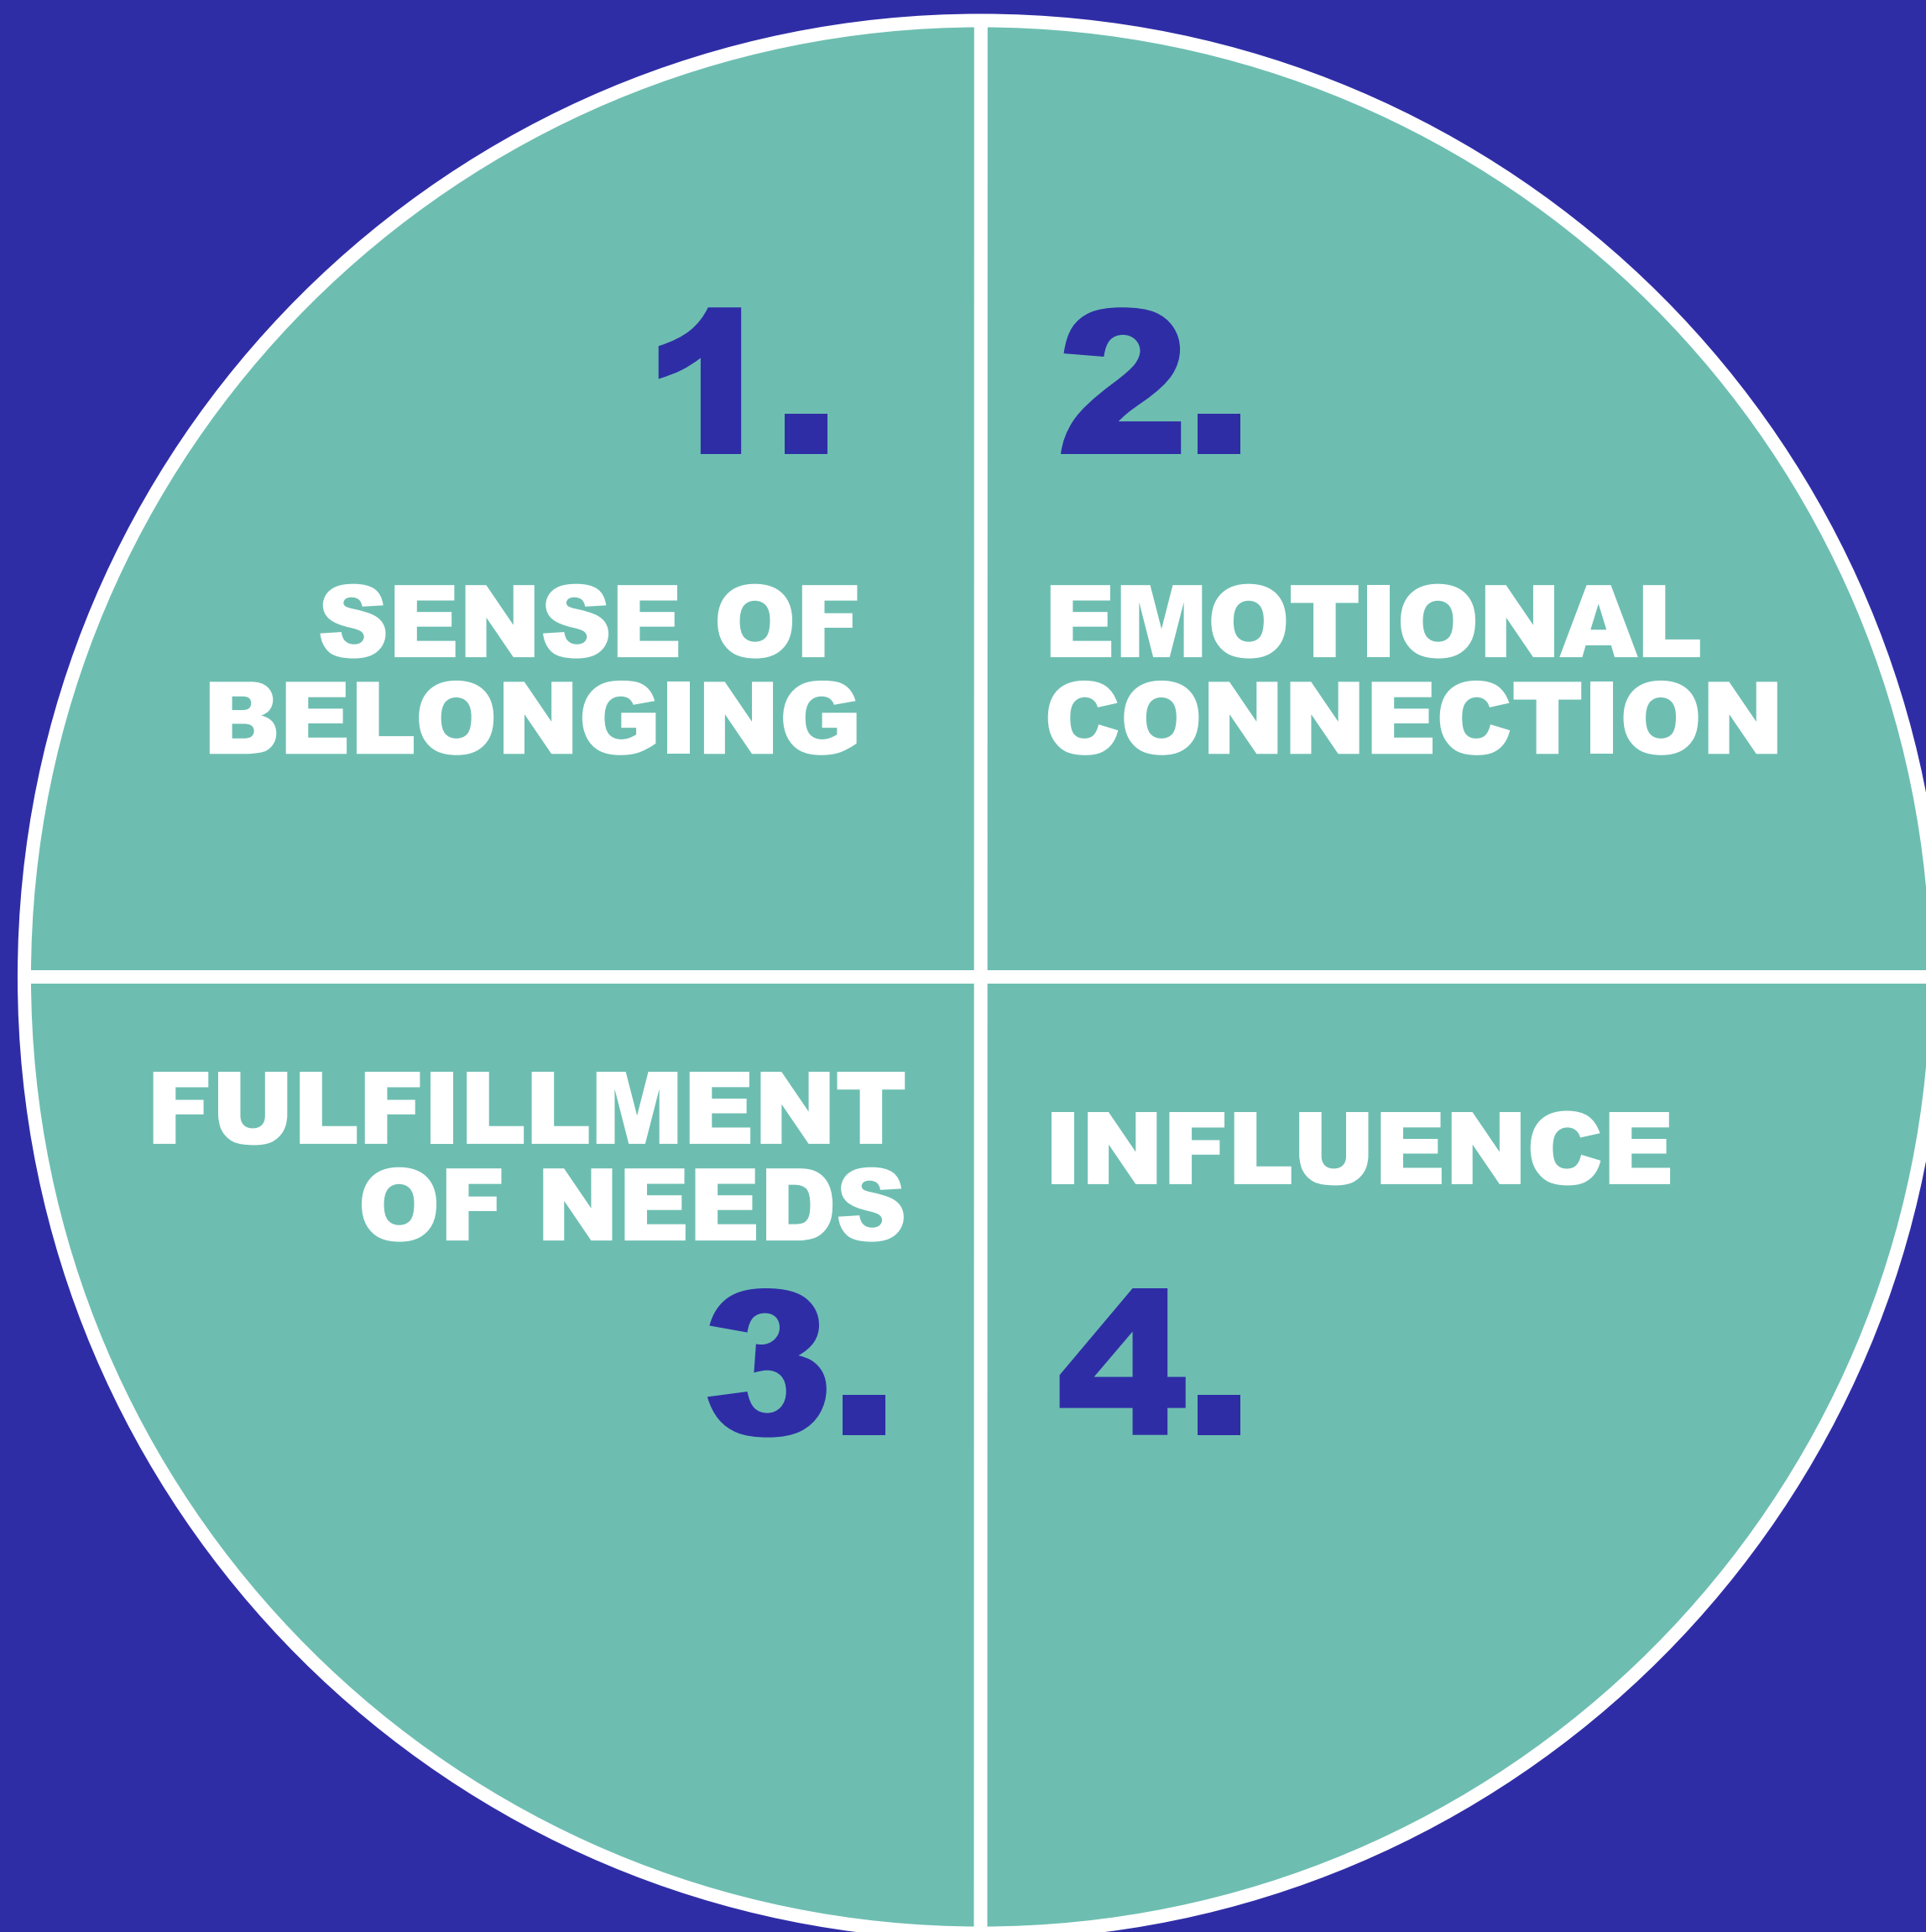 1.
SENSE OF
BELONGING
2.
EMOTIONAL
CONNECTION
FULFILLMENT
OF NEEDS
3.
INFLUENCE
4.